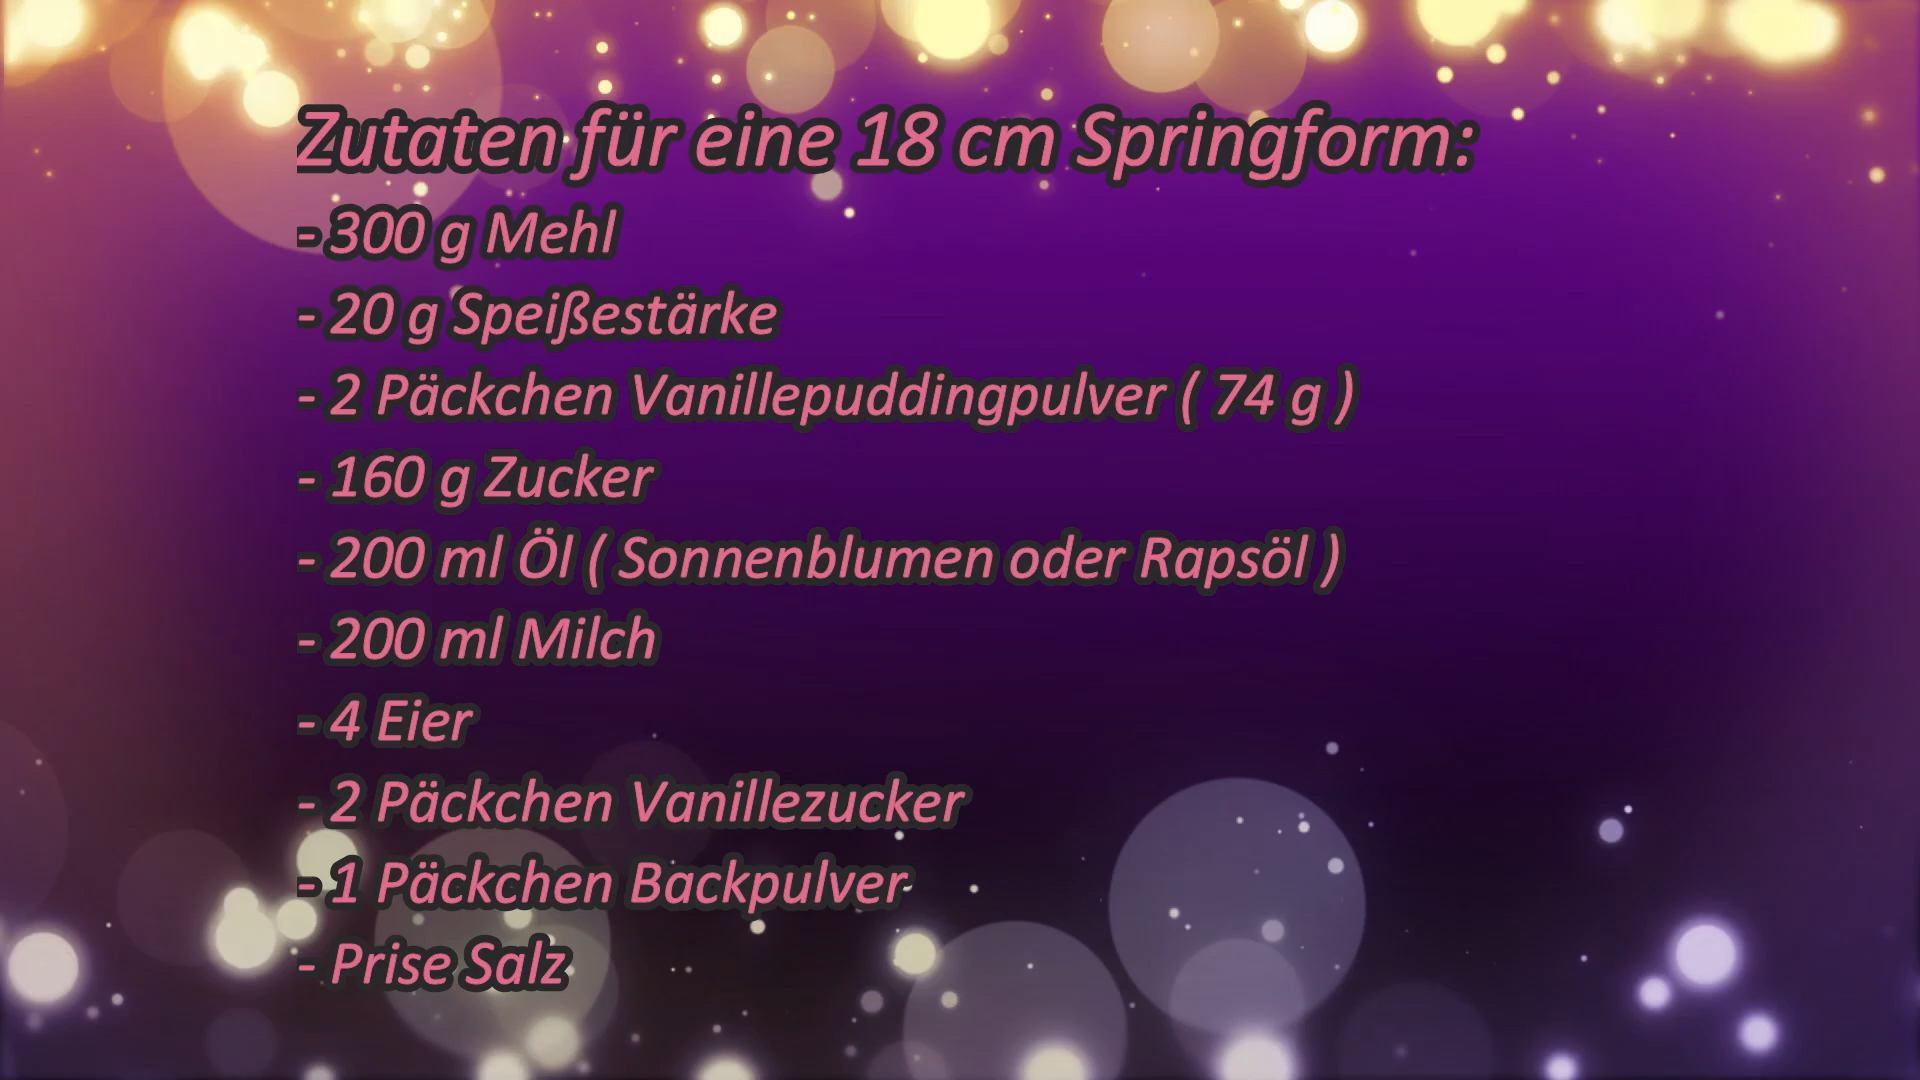 Zutaten für eine 18 cm Springform:
- 300 g Mehl
- 20 g Speißestärke
- 2 Päckchen Vanillepuddingpulver ( 74 g )
- 160 g Zucker
- 200 ml Öl ( Sonnenblumen oder Rapsöl )
- 200 ml Milch
- 4 Eier
- 2 Päckchen Vanillezucker
- 1 Päckchen Backpulver
- Prise Salz